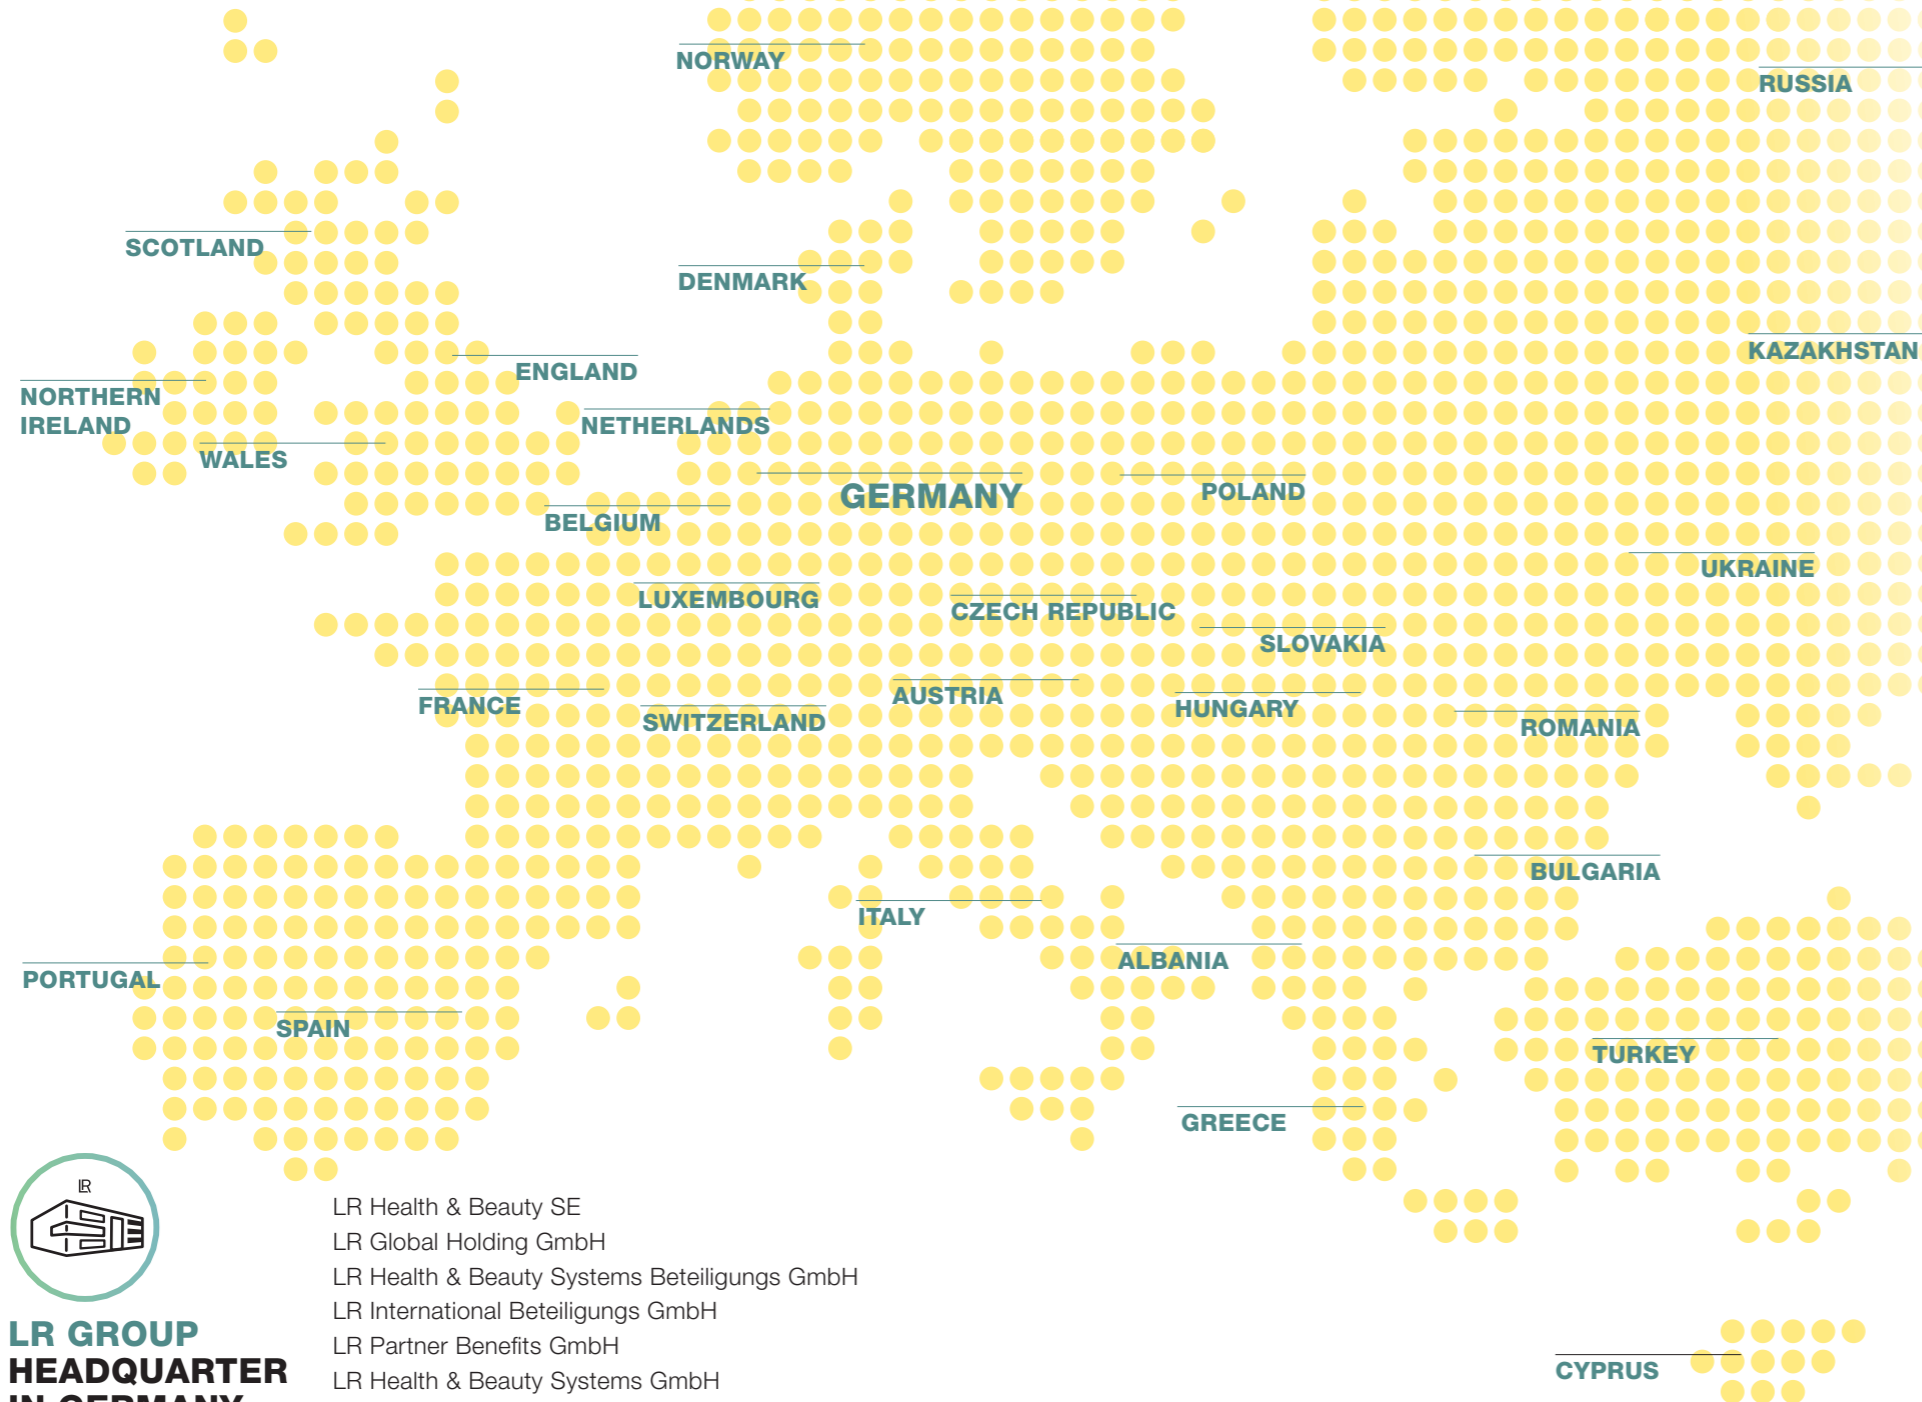 NORWAY
RUSSIA
SCOTLAND
DENMARK
KAZAKHSTAN
ENGLAND
NORTHERN
IRELAND
NETHERLANDS
WALES
GERMANY
POLAND
BELGIUM
UKRAINE
LUXEMBOURG
CZECH REPUBLIC
SLOVAKIA
FRANCE
AUSTRIA
SWITZERLAND
HUNGARY
ROMANIA
BULGARIA
ITALY
ALBANIA
PORTUGAL
SPAIN
TURKEY
GREECE
CYPRUS
LR
LR GROUP
HEADQUARTER
IN GERMANY
LR Health & Beauty SE
LR Global Holding GmbH
LR Health & Beauty Systems Beteiligungs GmbH
LR International Beteiligungs GmbH
LR Partner Benefits GmbH
LR Health & Beauty Systems GmbH